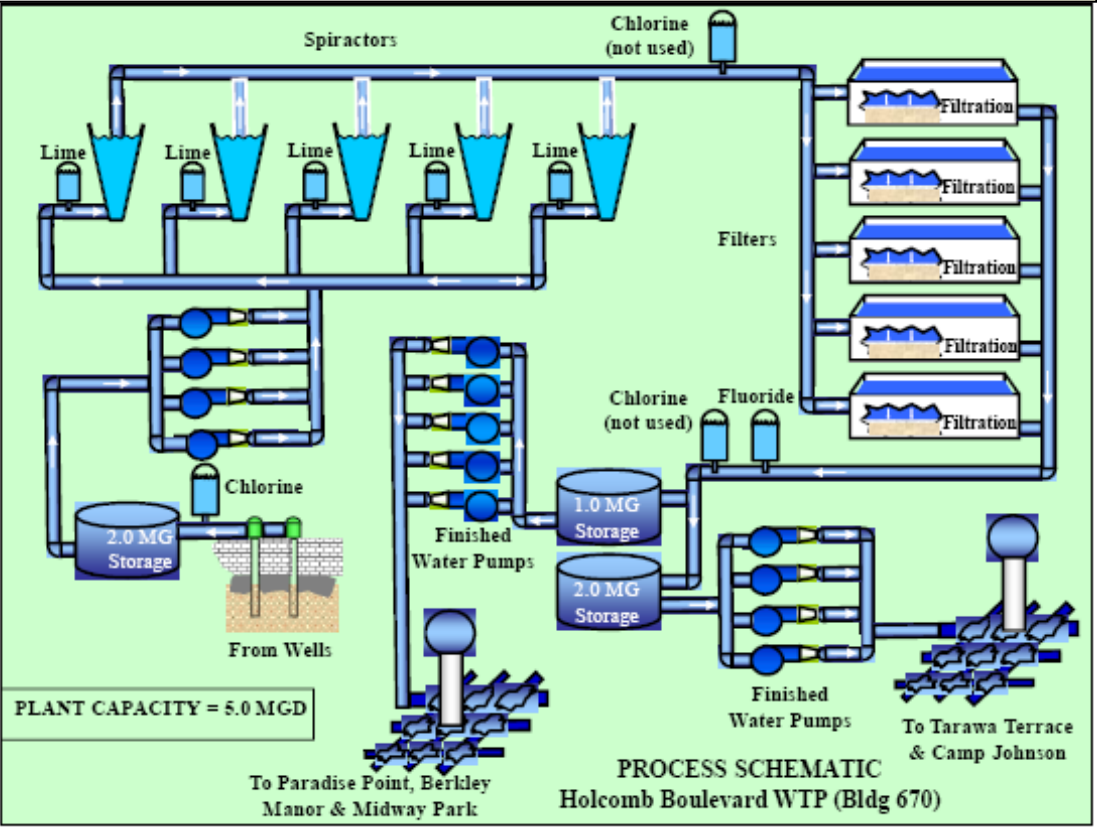 Spiractors
Chlorine
(not used)
Lime
Lime
Lime
Lime
Lime
Filtration
Filtration
Filtration
Filtration
Filtration
Filters
Chlorine
(not used)
Fluoride
Chlorine
2.0 MG
Storage
From Wells
Finished
Water Pumps
1.0 MG
Storage
2.0 MG
Storage
Finished
Water Pumps
To Tarawa Terrace
& Camp Johnson
PLANT CAPACITY = 5.0 MGD
To Paradise Point, Berkley
Manor & Midway Park
PROCESS SCHEMATIC
Holcomb Boulevard WTP (Bldg 670)